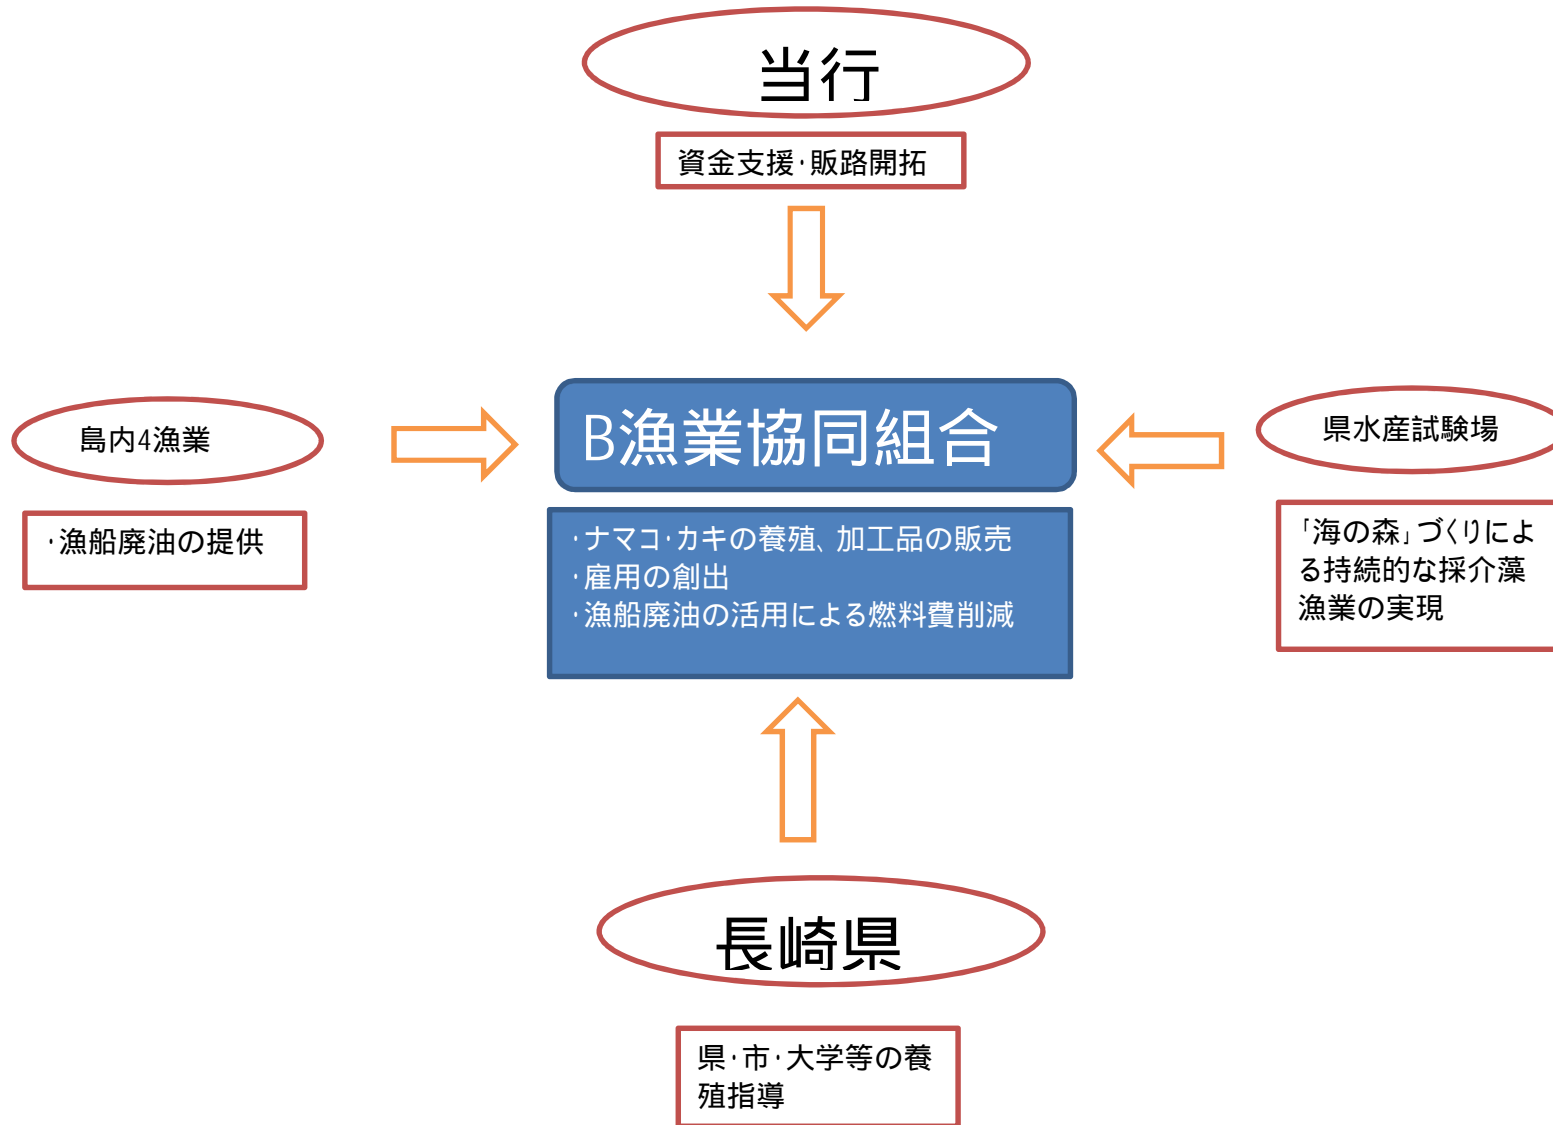 当行
資金支援・販路開拓
島内4漁業
・漁船廃油の提供
B漁業協同組合
・ナマコ・カキの養殖、加工品の販売
・雇用の創出
・漁船廃油の活用による燃料費削減
県水産試験場
「海の森」づくりによ
る持続的な採介藻
漁業の実現
長崎県
県・市・大学等の養
殖指導